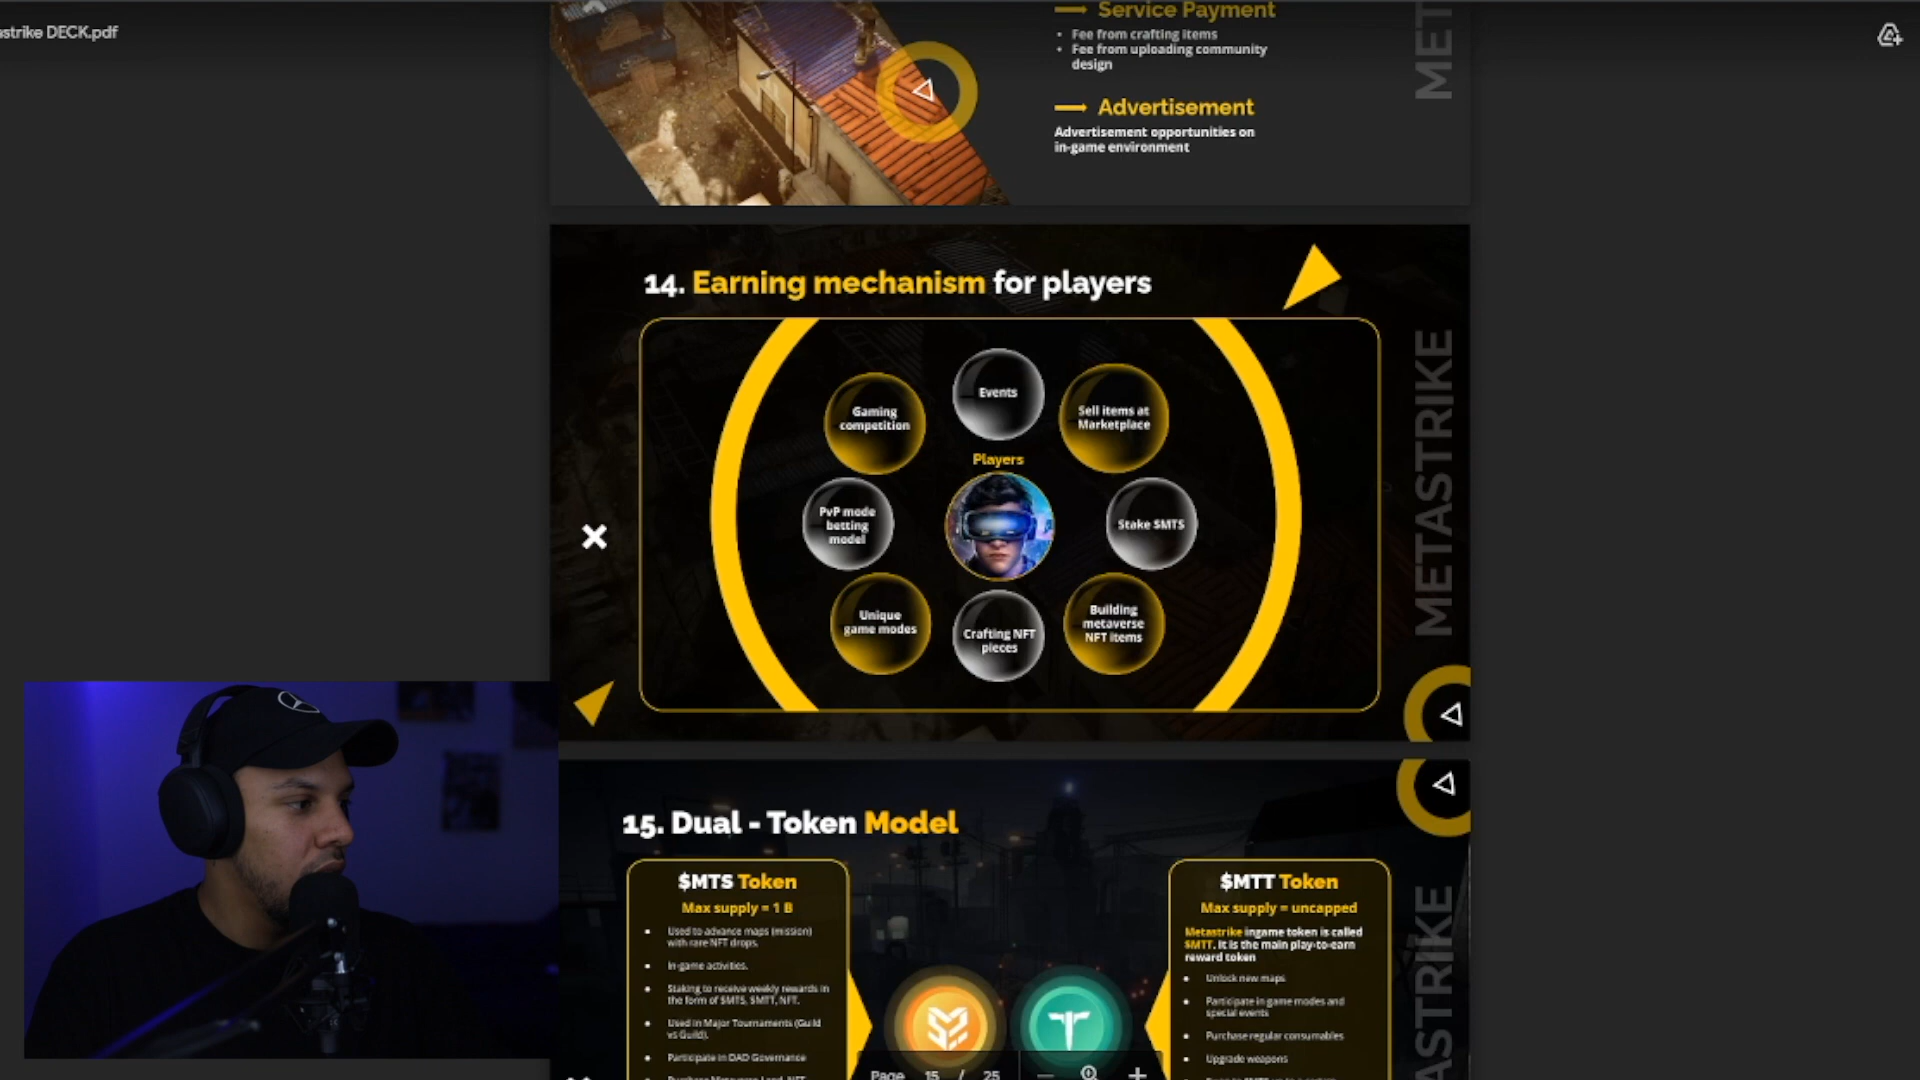 strike DECK.pdf
Service Payment
• Fee from crafting items
• Fee from uploading community
design
Advertisement
Advertisement opportunities on
in-game environment
MET
14. Earning mechanism for players
Events
Gaming
competition
Sell items at
Marketplace
Players
PvP mode
betting
model
Stake $MTS
Unique
game modes
Crafting NFT
pieces
Building
metaverse
NFT items
METASTRIKE
15. Dual - Token Model
$MTS Token
Max supply = 1 B
• Used to advance maps (mission)
with rare NFT drops.
• In-game activities.
• Staking to receive weekly rewards in
the form of $MTS, $MTT, NFT.
• Used in Major Tournaments (Guild
vs Guild).
• Participate in DAO Governance
$MTT Token
Max supply = uncapped
Metastrike ingame token is called
$MTT. It is the main play-to-earn
reward token
• Unlock new maps
• Participate in game modes and
special events
• Purchase regular consumables
• Upgrade weapons
ASTRIKE
Page 15 / 25